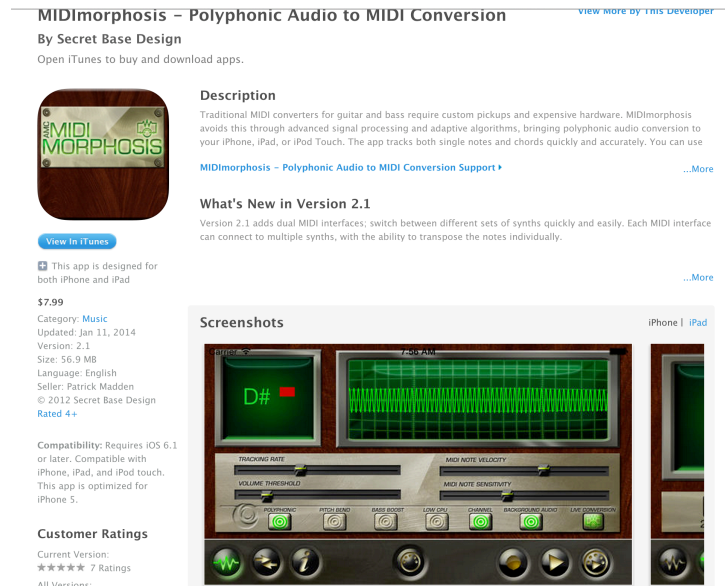 MIDImorphosis – Polyphonic Audio to MIDI Conversion
View More by This Developer
By Secret Base Design
Open iTunes to buy and download apps.
AMC
MIDI
MORPHOSIS
View In iTunes
This app is designed for
both iPhone and iPad
$7.99
Category: Music
Updated: Jan 11, 2014
Version: 2.1
Size: 56.9 MB
Language: English
Seller: Patrick Madden
© 2012 Secret Base Design
Rated 4+
Compatibility: Requires iOS 6.1
or later. Compatible with
iPhone, iPad, and iPod touch.
This app is optimized for
iPhone 5.
Customer Ratings
Current Version:
★★★★★ 7 Ratings
All Versions:
Description
Traditional MIDI converters for guitar and bass require custom pickups and expensive hardware. MIDImorphosis
avoids this through advanced signal processing and adaptive algorithms, bringing polyphonic audio conversion to
your iPhone, iPad, or iPod Touch. The app tracks both single notes and chords quickly and accurately. You can use
MIDImorphosis – Polyphonic Audio to MIDI Conversion Support
...More
What's New in Version 2.1
Version 2.1 adds dual MIDI interfaces; switch between different sets of synths quickly and easily. Each MIDI interface
can connect to multiple synths, with the ability to transpose the notes individually.
...More
Screenshots
iPhone | iPad
Carrier 7:56 AM
D#
TRACKING RATE
MIDI NOTE VELOCITY
VOLUME THRESHOLD
MIDI NOTE SENSITIVITY
POLYPHONIC PITCH BEND BASS BOOST LOW CPU CHANNEL BACKGROUND AUDIO LIVE CONVERSION